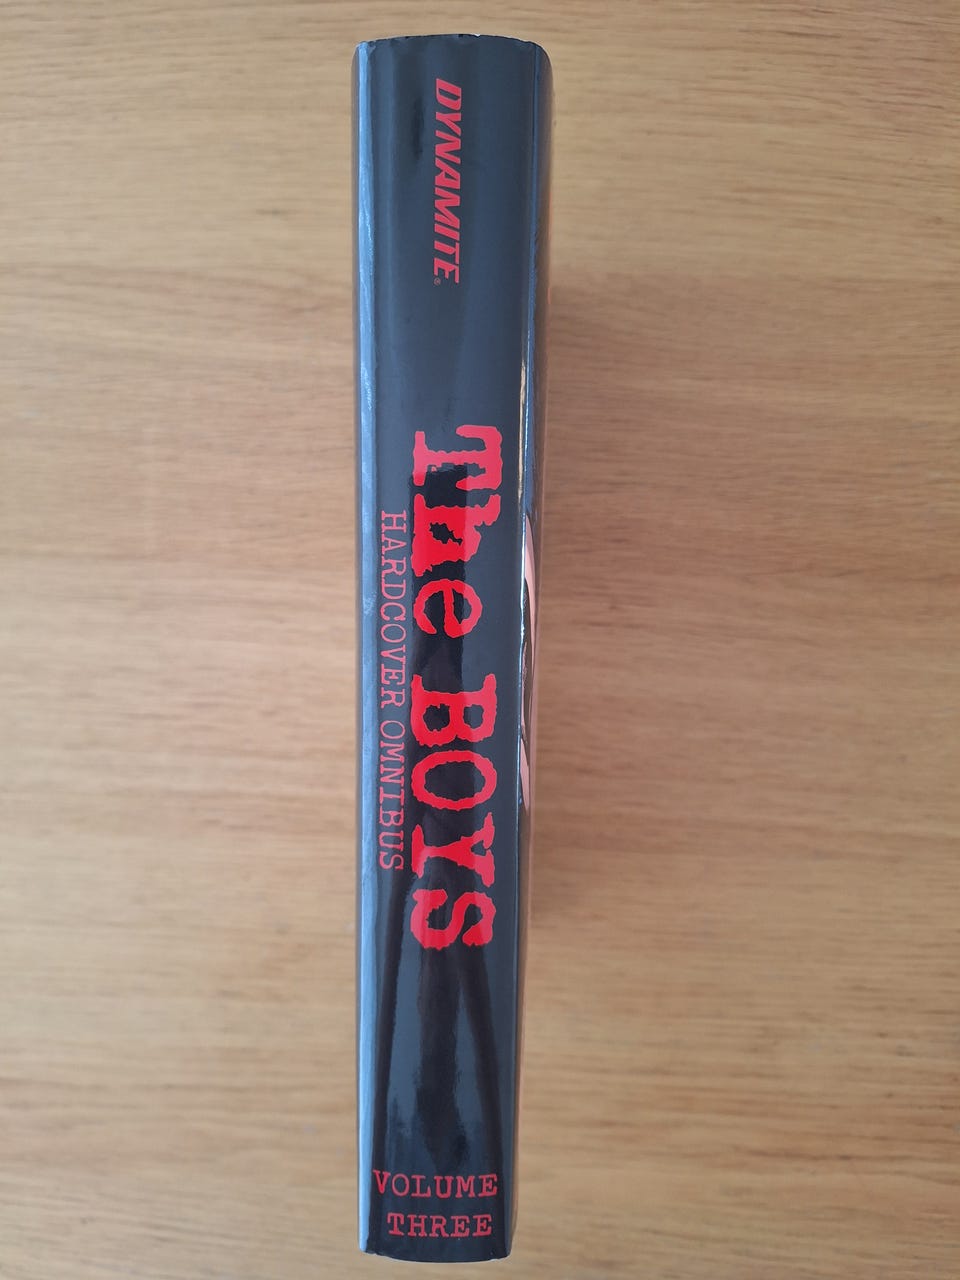 DYNAMITE®
The BOYS
HARDCOVER OMNIBUS
VOLUME
THREE